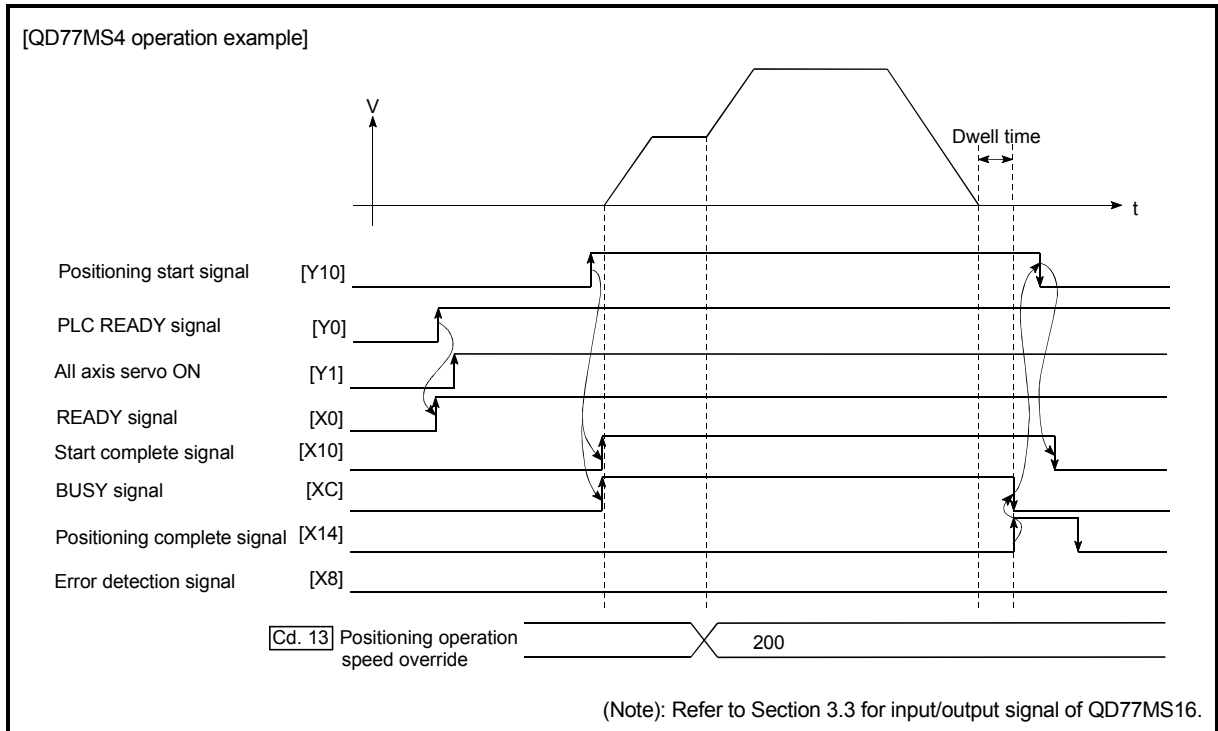 [QD77MS4 operation example]
V
Dwell time
t
Positioning start signal [Y10]
PLC READY signal [Y0]
All axis servo ON [Y1]
READY signal [X0]
Start complete signal [X10]
BUSY signal [XC]
Positioning complete signal [X14]
Error detection signal [X8]
Cd. 13 Positioning operation
speed override
200
(Note): Refer to Section 3.3 for input/output signal of QD77MS16.